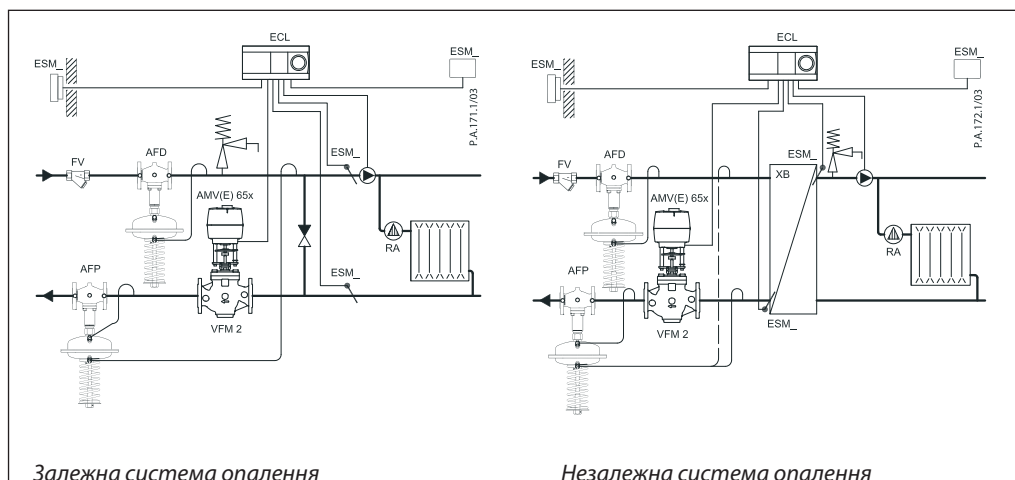 ECL
ESM_
ESM_
P.A.171.1/03
FV
AFD
ESM_
AMV(E) 65x
RA
AFP
ESM_
VFM 2
Залежна система опалення
ECL
ESM_
ESM_
P.A.172.1/03
FV
AFD
ESM_
XB
AMV(E) 65x
RA
AFP
VFM 2
ESM_
Незалежна система опалення